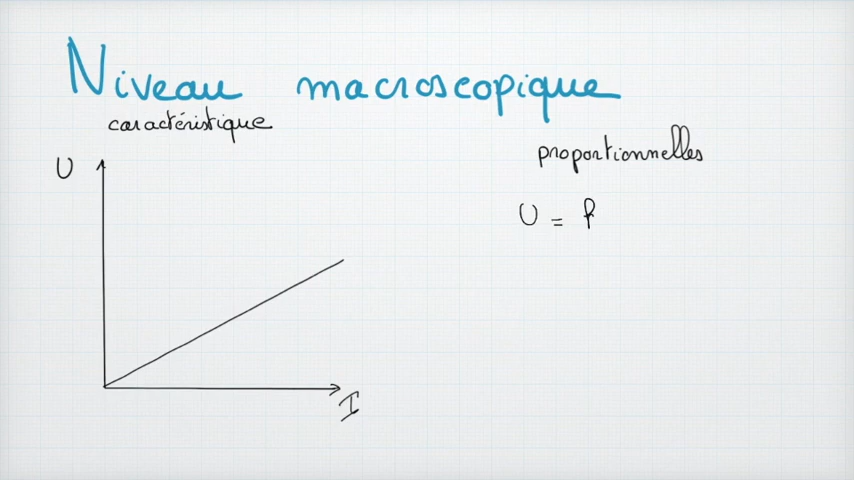 Niveau macroscopique
caractéristique
proportionnelles
U
U =
I